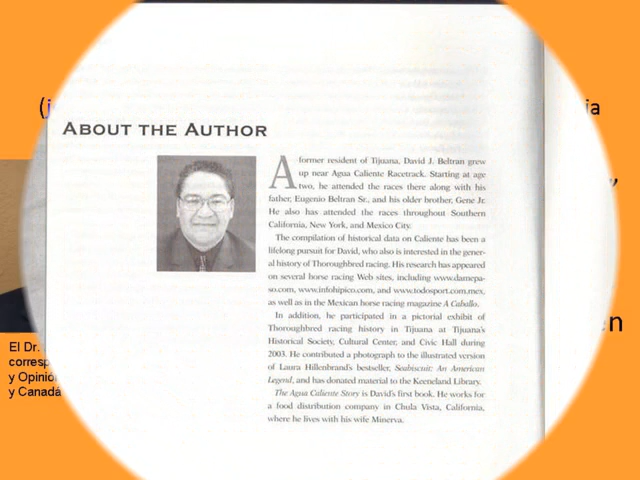 ABOUT THE AUTHOR
A former resident of Tijuana, David J. Beltran grew
up near Agua Caliente Racetrack. Starting at age
two, he attended the races there along with his
father, Eugenio Beltran Sr., and his older brother, Gene Jr.
He also has attended the races throughout Southern
California, New York, and Mexico City.
The compilation of historical data on Caliente has been a
lifelong pursuit for David, who also is interested in the gener-
al history of Thoroughbred racing. His research has appeared
on several horse racing Web sites, including www.damepa-
so.com, www.infohipico.com, and www.todosport.com.mex,
as well as in the Mexican horse racing magazine A Caballo.
In addition, he participated in a pictorial exhibit of
Thoroughbred racing history in Tijuana at Tijuana's
Historical Society, Cultural Center, and Civic Hall during
2003. He contributed a photograph to the illustrated version
of Laura Hillenbrand's bestseller, Seabiscuit: An American
Legend, and has donated material to the Keeneland Library.
The Agua Caliente Story is David's first book. He works for
a food distribution company in Chula Vista, California,
where he lives with his wife Minerva.
El Dr.
y Canadá